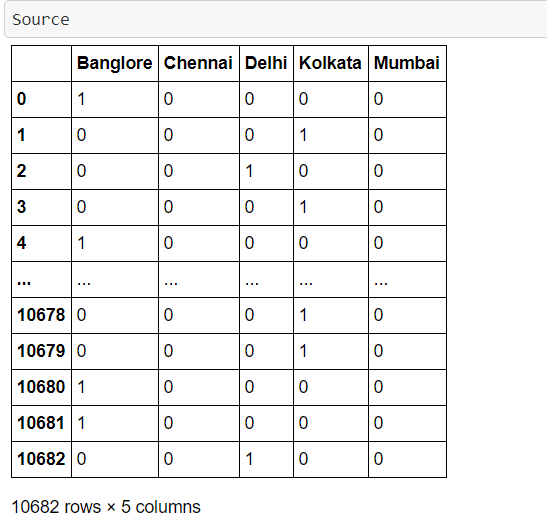 Source
Banglore Chennai Delhi Kolkata Mumbai
0 1 0 0 0 0
1 0 0 0 1 0
2 0 0 1 0 0
3 0 0 0 1 0
4 1 0 0 0 0
... ... ... ... ... ...
10678 0 0 0 1 0
10679 0 0 0 1 0
10680 1 0 0 0 0
10681 1 0 0 0 0
10682 0 0 1 0 0
10682 rows × 5 columns